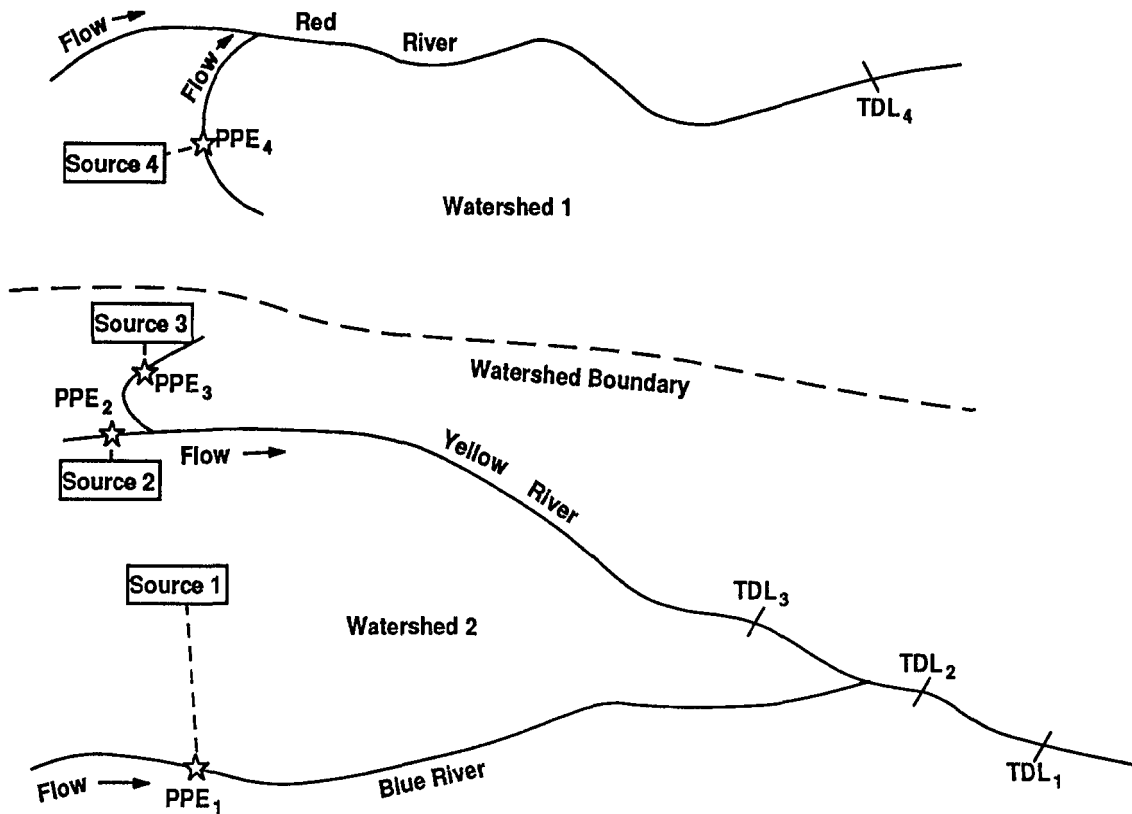 Flow
Red
River
Flow
TDL4
PPE4
Source 4
Watershed 1
Source 3
Watershed Boundary
PPE3
PPE2
Yellow
River
Flow
Source 2
Source 1
TDL3
Watershed 2
TDL2
TDL1
Blue River
Flow
PPE1